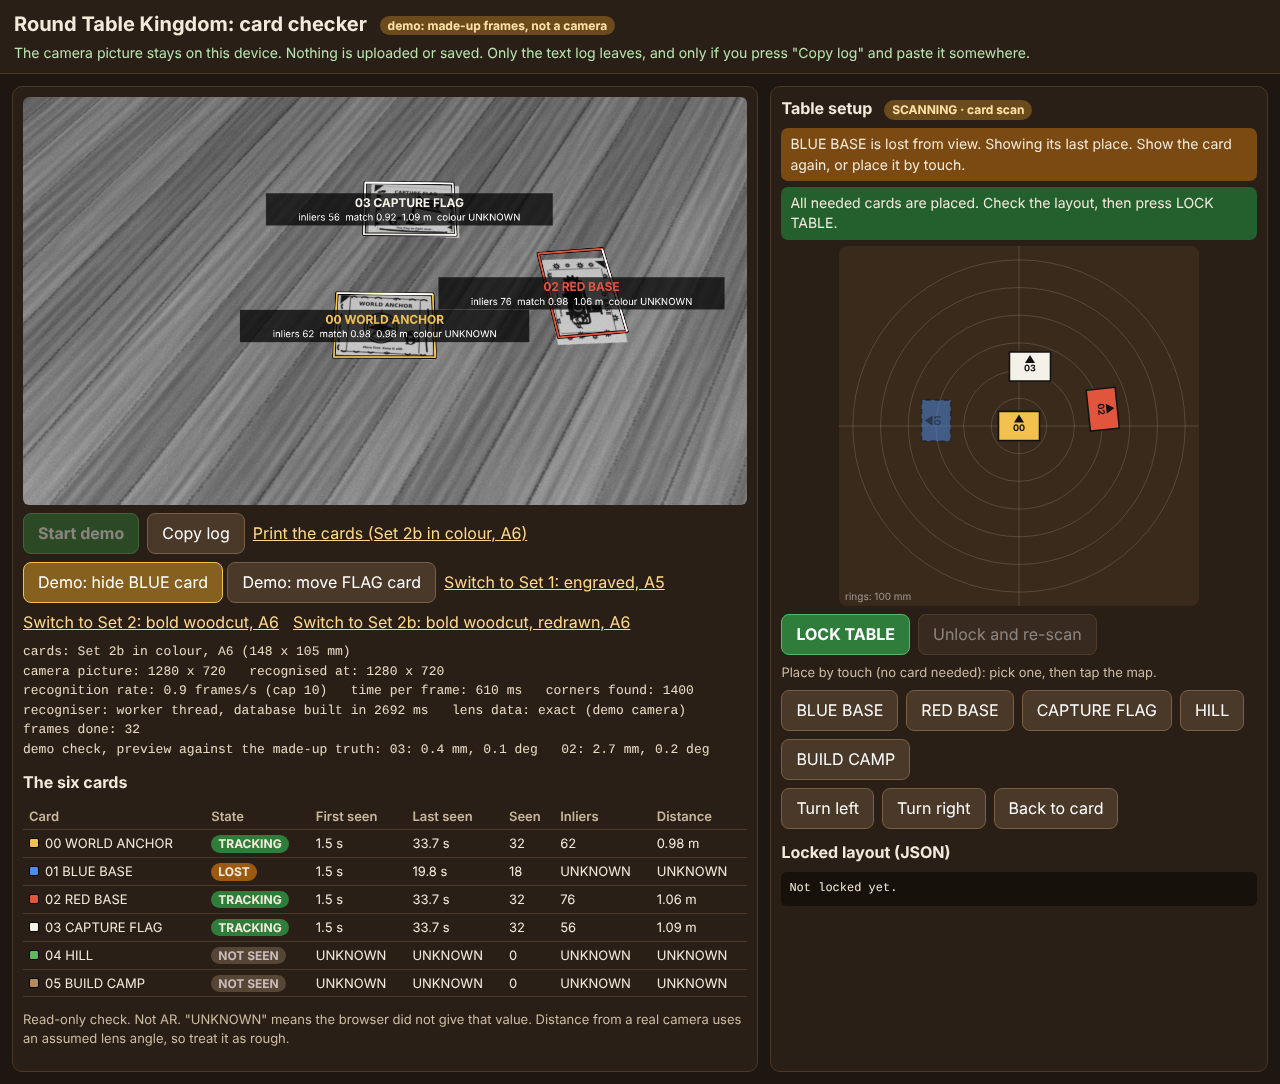 Round Table Kingdom: card checker demo: made-up frames, not a camera
The camera picture stays on this device. Nothing is uploaded or saved. Only the text log leaves, and only if you press "Copy log" and paste it somewhere.
CAPTURE FLAG
03 CAPTURE FLAG
inliers 56 match 0.92 1.09 m colour UNKNOWN
02 RED BASE
inliers 76 match 0.98 1.06 m colour UNKNOWN
WORLD ANCHOR
00 WORLD ANCHOR
inliers 62 match 0.98 0.98 m colour UNKNOWN
Start demo
Copy log
Print the cards (Set 2b in colour, A6)
Demo: hide BLUE card
Demo: move FLAG card
Switch to Set 1: engraved, A5
Switch to Set 2: bold woodcut, A6
Switch to Set 2b: bold woodcut, redrawn, A6
cards: Set 2b in colour, A6 (148 x 105 mm)
camera picture: 1280 x 720 recognised at: 1280 x 720
recognition rate: 0.9 frames/s (cap 10) time per frame: 610 ms corners found: 1400
recogniser: worker thread, database built in 2692 ms lens data: exact (demo camera)
frames done: 32
demo check, preview against the made-up truth: 03: 0.4 mm, 0.1 deg 02: 2.7 mm, 0.2 deg
The six cards
Card State First seen Last seen Seen Inliers Distance
00 WORLD ANCHOR TRACKING 1.5 s 33.7 s 32 62 0.98 m
01 BLUE BASE LOST 1.5 s 19.8 s 18 UNKNOWN UNKNOWN
02 RED BASE TRACKING 1.5 s 33.7 s 32 76 1.06 m
03 CAPTURE FLAG TRACKING 1.5 s 33.7 s 32 56 1.09 m
04 HILL NOT SEEN UNKNOWN UNKNOWN 0 UNKNOWN UNKNOWN
05 BUILD CAMP NOT SEEN UNKNOWN UNKNOWN 0 UNKNOWN UNKNOWN
Read-only check. Not AR. "UNKNOWN" means the browser did not give that value. Distance from a real camera uses
an assumed lens angle, so treat it as rough.
Table setup SCANNING · card scan
BLUE BASE is lost from view. Showing its last place. Show the card
again, or place it by touch.
All needed cards are placed. Check the layout, then press LOCK
TABLE.
03
02
01
00
rings: 100 mm
LOCK TABLE
Unlock and re-scan
Place by touch (no card needed): pick one, then tap the map.
BLUE BASE
RED BASE
CAPTURE FLAG
HILL
BUILD CAMP
Turn left
Turn right
Back to card
Locked layout (JSON)
Not locked yet.